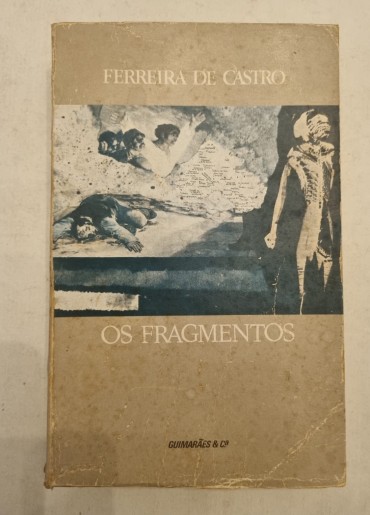 FERREIRA DE CASTRO
OS FRAGMENTOS
GUIMARÃES & Cª